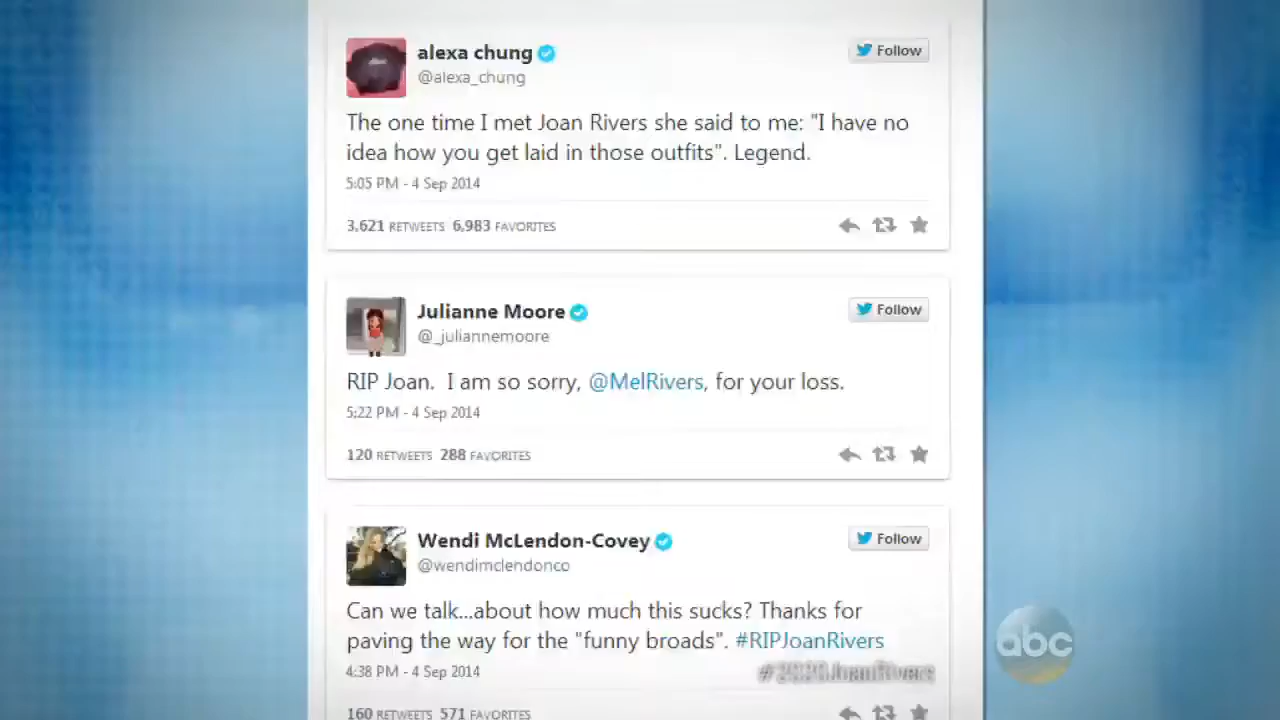 alexa chung
Follow
@alexa_chung
The one time I met Joan Rivers she said to me: "I have no
idea how you get laid in those outfits". Legend.
5:05 PM - 4 Sep 2014
3,621 RETWEETS 6,983 FAVORITES
Julianne Moore
Follow
@_juliannemoore
RIP Joan.  I am so sorry, @MelRivers, for your loss.
5:22 PM - 4 Sep 2014
120 RETWEETS 288 FAVORITES
Wendi McLendon-Covey
Follow
@wendimclendonco
Can we talk...about how much this sucks? Thanks for
paving the way for the "funny broads". #RIPJoanRivers
4:38 PM - 4 Sep 2014
#2020JoanRivers
160 RETWEETS 571 FAVORITES
abc